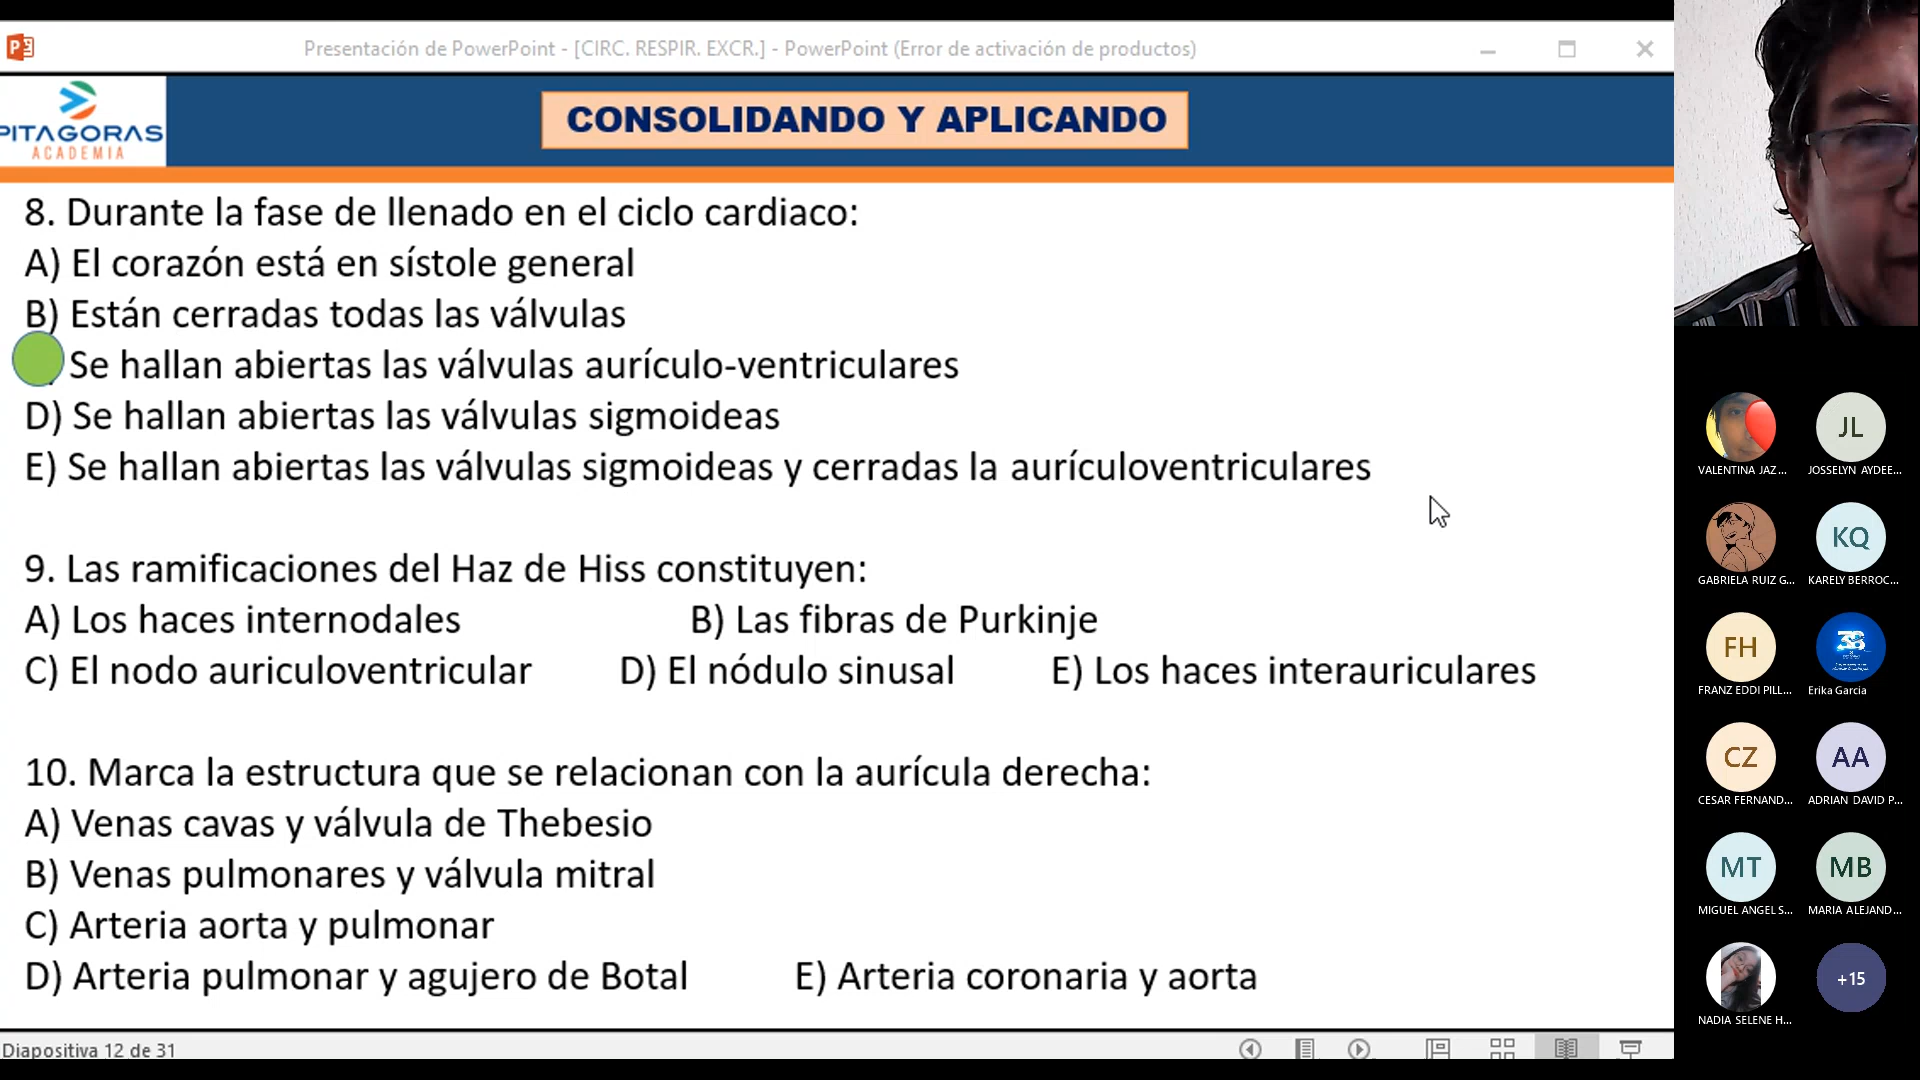 Presentación de PowerPoint - [CIRC. RESPIR. EXCR.] - PowerPoint (Error de activación de productos)
PITAGORAS
ACADEMIA
CONSOLIDANDO Y APLICANDO
8. Durante la fase de llenado en el ciclo cardiaco:
A) El corazón está en sístole general
B) Están cerradas todas las válvulas
Se hallan abiertas las válvulas aurículo-ventriculares
D) Se hallan abiertas las válvulas sigmoideas
E) Se hallan abiertas las válvulas sigmoideas y cerradas la aurículoventriculares
9. Las ramificaciones del Haz de Hiss constituyen:
A) Los haces internodales B) Las fibras de Purkinje
C) El nodo auriculoventricular D) El nódulo sinusal E) Los haces interauriculares
10. Marca la estructura que se relacionan con la aurícula derecha:
A) Venas cavas y válvula de Thebesio
B) Venas pulmonares y válvula mitral
C) Arteria aorta y pulmonar
D) Arteria pulmonar y agujero de Botal E) Arteria coronaria y aorta
Diapositiva 12 de 31
JL
VALENTINA JAZ... JOSSELYN AYDEE...
KQ
GABRIELA RUIZ G... KARELY BERROC...
FH 38
FRANZ EDDI PILL... Erika Garcia
CZ AA
CESAR FERNAND... ADRIAN DAVID P...
MT MB
MIGUEL ANGEL S... MARIA ALEJAND...
+15
NADIA SELENE H...